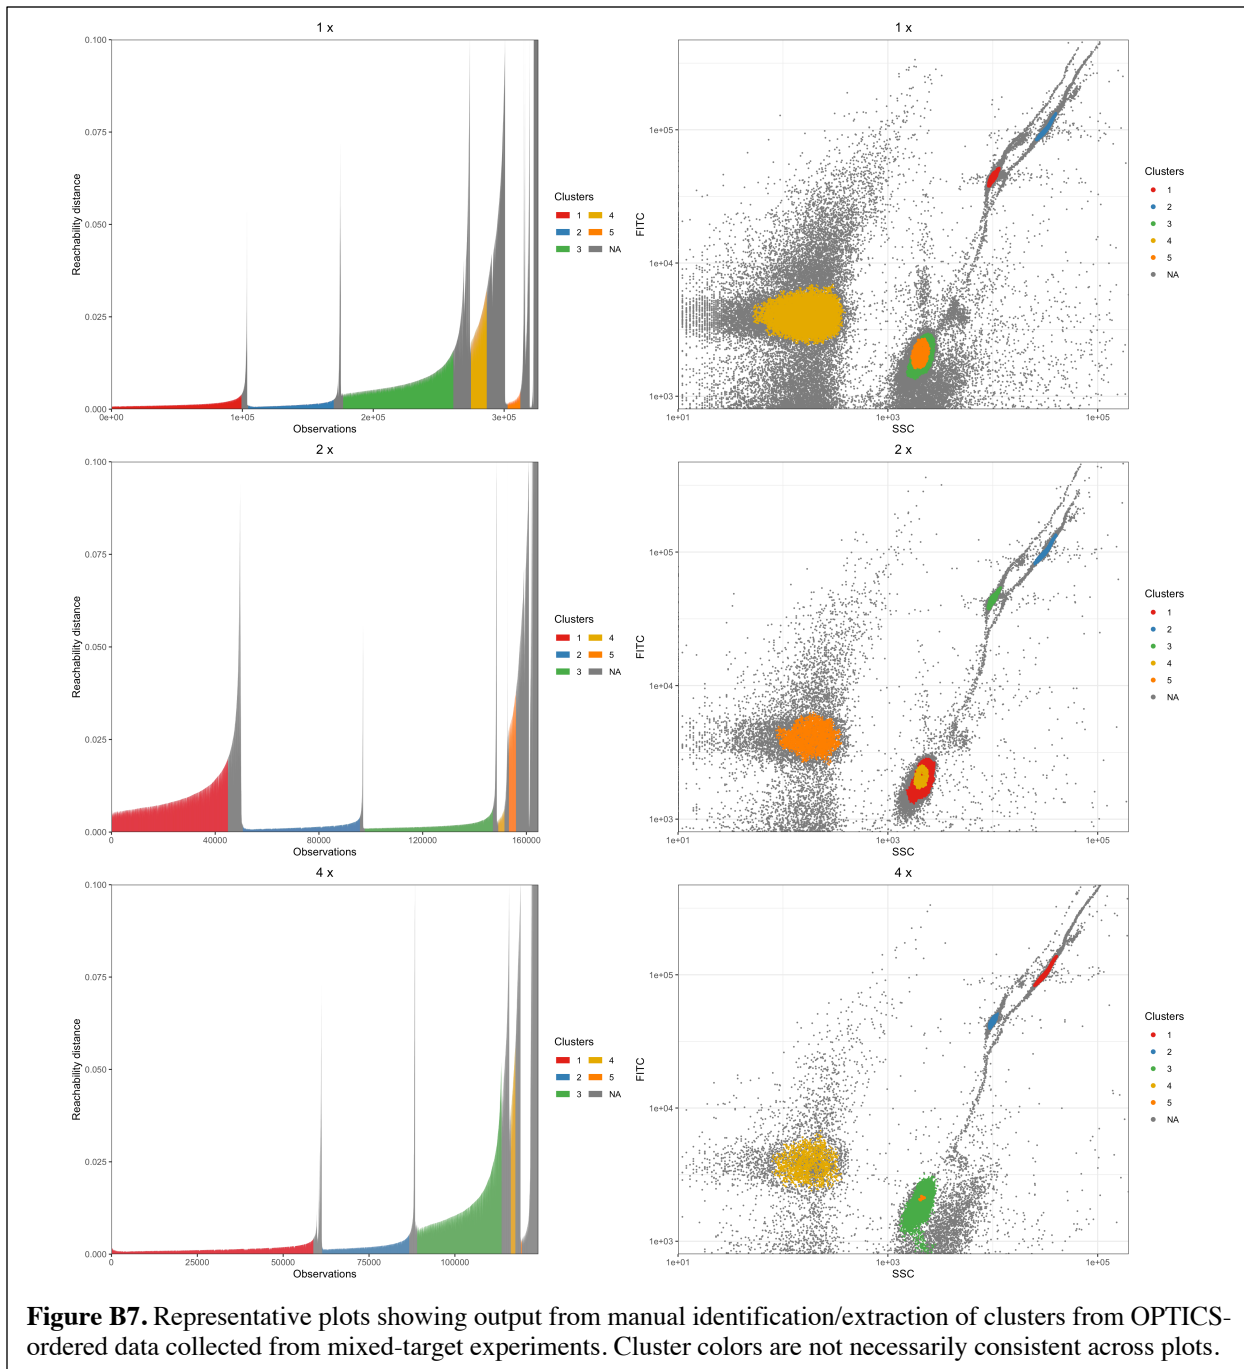 1 x
0.100
0.075
0.050
0.025
0.000
Reachability distance
0e+00
1e+05
2e+05
3e+05
Observations
Clusters
1
4
2
5
3
NA
1 x
1e+05
1e+04
1e+03
FITC
1e+01
1e+03
1e+05
SSC
Clusters
1
2
3
4
5
NA
2 x
0.100
0.075
0.050
0.025
0.000
Reachability distance
0
40000
80000
120000
160000
Observations
Clusters
1
4
2
5
3
NA
2 x
1e+05
1e+04
1e+03
FITC
1e+01
1e+03
1e+05
SSC
Clusters
1
2
3
4
5
NA
4 x
0.100
0.075
0.050
0.025
0.000
Reachability distance
0
25000
50000
75000
100000
Observations
Clusters
1
4
2
5
3
NA
4 x
1e+05
1e+04
1e+03
FITC
1e+01
1e+03
1e+05
SSC
Clusters
1
2
3
4
5
NA
Figure B7. Representative plots showing output from manual identification/extraction of clusters from OPTICS-
ordered data collected from mixed-target experiments. Cluster colors are not necessarily consistent across plots.